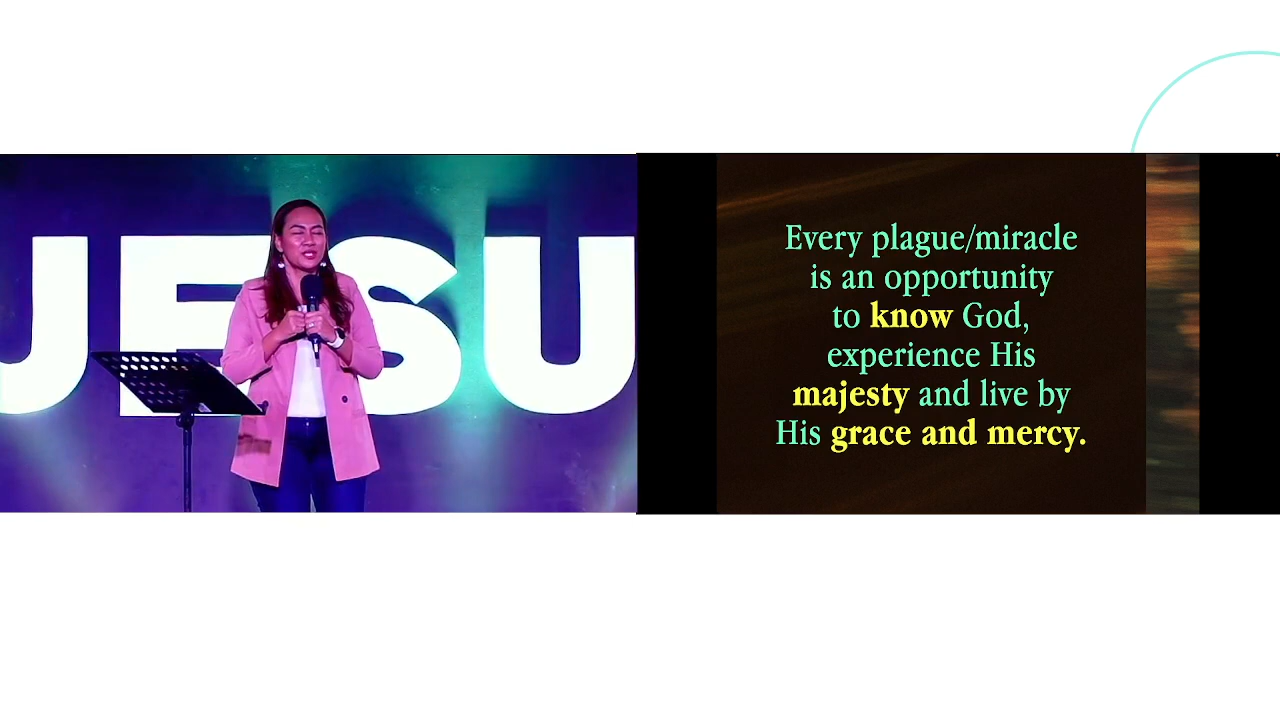 JESU
Every plague/miracle
is an opportunity
to know God,
experience His
majesty and live by
His grace and mercy.